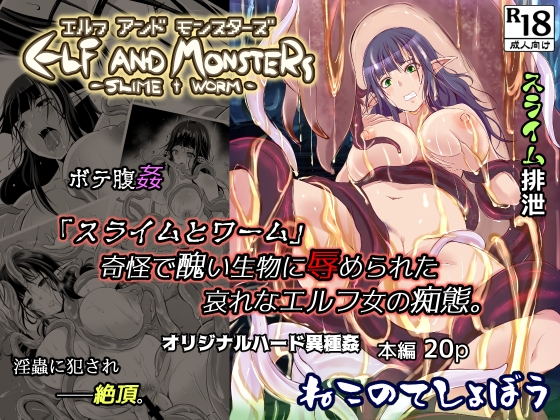 エルフ アンド モンスターズ
ELF AND MONSTERS
- SLIME † WORM -
R18
成人向け
スライム排泄
ボテ腹姦
「スライムとワーム」
奇怪で醜い生物に辱められた
哀れなエルフ女の痴態。
オリジナルハード異種姦 本編 20p
淫蟲に犯され
――絶頂。
ねこのてしょぼう